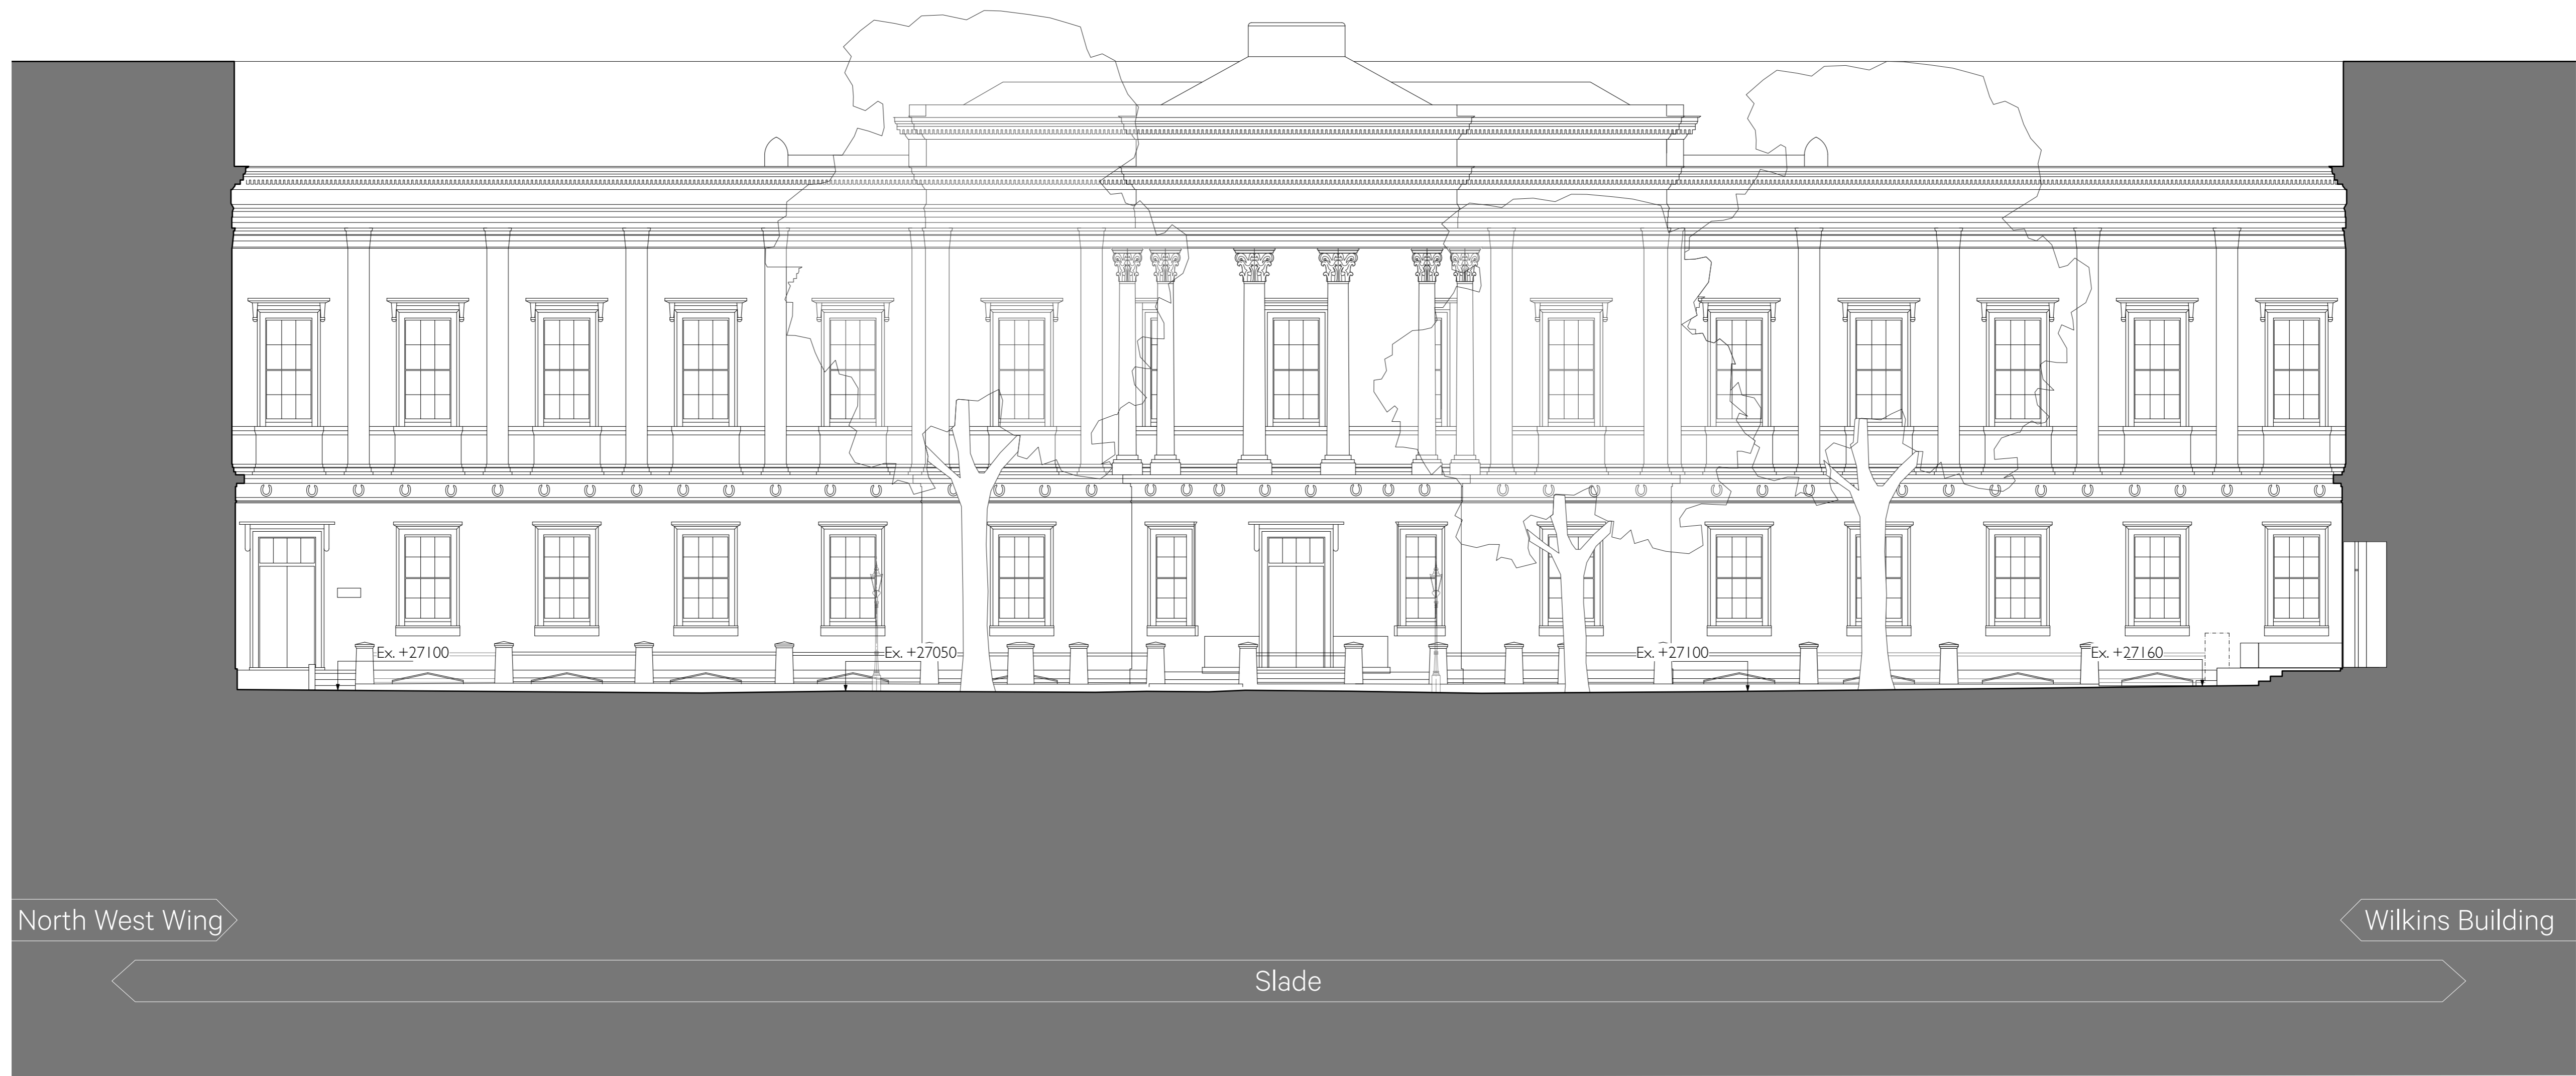 Ex. +27100
Ex. +27050
Ex. +27100
Ex. +27160
North West Wing
Wilkins Building
Slade